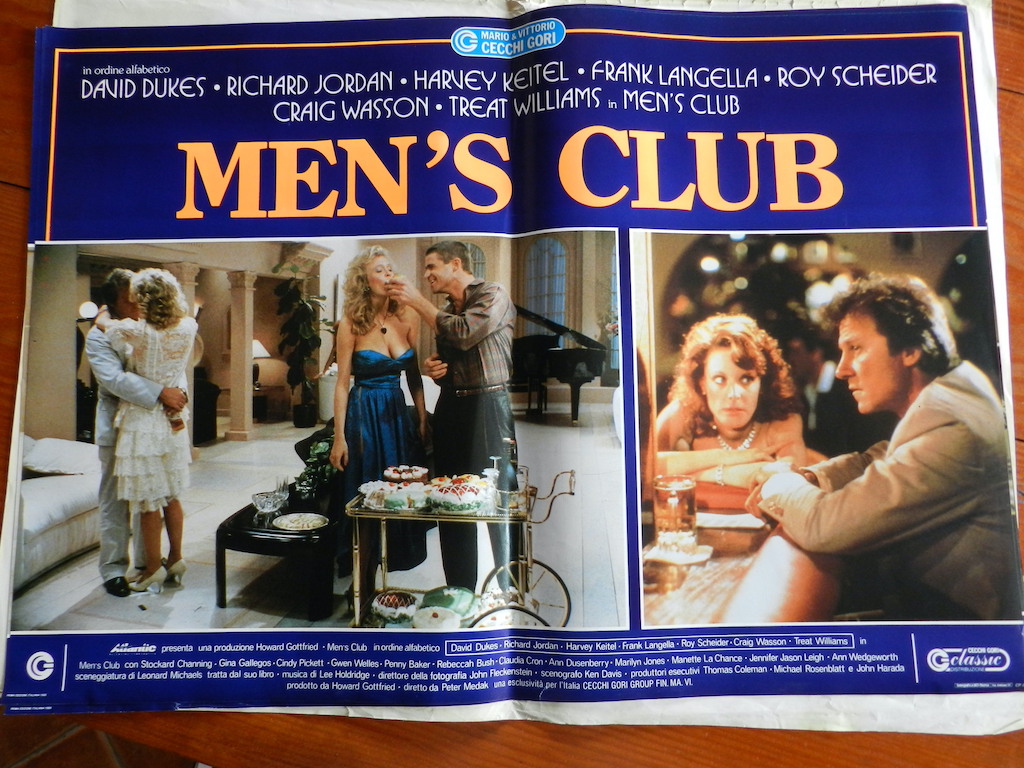 MARIO & VITTORIO
CECCHI GORI
in ordine alfabetico
DAVID DUKES • RICHARD JORDAN • HARVEY KEITEL • FRANK LANGELLA • ROY SCHEIDER
CRAIG WASSON • TREAT WILLIAMS in MEN'S CLUB
MEN'S CLUB
Atlantic presenta una produzione Howard Gottfried Men's Club in ordine alfabetico David Dukes • Richard Jordan • Harvey Keitel • Frank Langella • Roy Scheider • Craig Wasson • Treat Williams in
Men's Club con Stockard Channing • Gina Gallegos • Cindy Pickett • Gwen Welles • Penny Baker • Rebeccah Bush • Claudia Cron • Ann Dusenberry • Marilyn Jones • Manette La Chance • Jennifer Jason Leigh • Ann Wedgeworth
sceneggiatura di Leonard Michaels tratta dal suo libro • musica di Lee Holdridge • direttore della fotografia John Fleckenstein • scenografo Ken Davis • produttori esecutivi Thomas Coleman • Michael Rosenblatt e John Harada
prodotto da Howard Gottfried • diretto da Peter Medak una esclusività per l'Italia CECCHI GORI GROUP FIN. MA. VI.
CECCHI GORI
classic